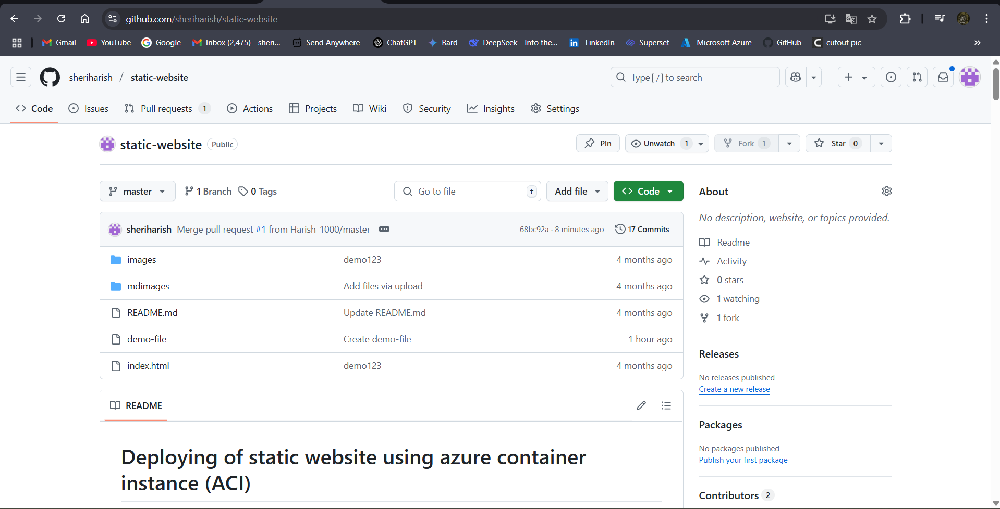 github.com/sheriharish/static-website
Gmail YouTube Google Inbox (2,475) - sheri... Send Anywhere ChatGPT Bard DeepSeek - Into the... LinkedIn Superset Microsoft Azure GitHub cutout pic »
sheriharish / static-website
Type / to search
Code Issues Pull requests 1 Actions Projects Wiki Security Insights Settings
static-website Public
Pin Unwatch 1 Fork 1 Star 0
master 1 Branch 0 Tags
Go to file t Add file Code
sheriharish Merge pull request #1 from Harish-1000/master ... 68bc92a · 8 minutes ago 17 Commits
images demo123 4 months ago
mdimages Add files via upload 4 months ago
README.md Update README.md 4 months ago
demo-file Create demo-file 1 hour ago
index.html demo123 4 months ago
README
Deploying of static website using azure container
instance (ACI)
About
No description, website, or topics provided.
Readme
Activity
0 stars
1 watching
1 fork
Releases
No releases published
Create a new release
Packages
No packages published
Publish your first package
Contributors 2